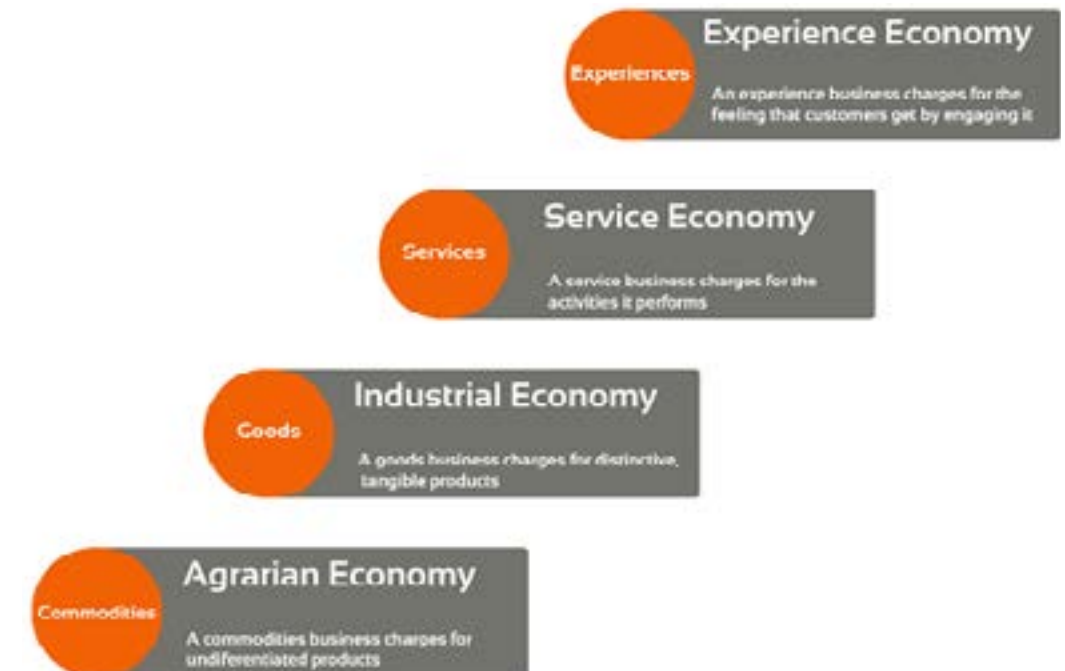 Experience Economy
Experiences
An experience business charges for the
feeling that customers get by engaging it
Service Economy
Services
A service business charges for the
activities it performs
Industrial Economy
Goods
A goods business charges for distinctive,
tangible products
Agrarian Economy
Commodities
A commodities business charges for
undiferentiated products